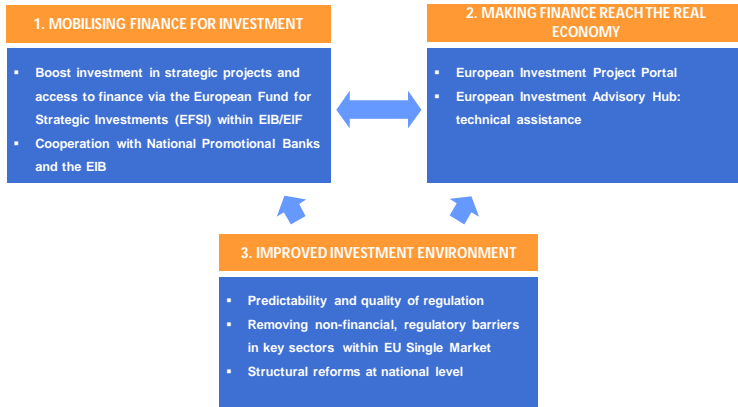 1. MOBILISING FINANCE FOR INVESTMENT
▪ Boost investment in strategic projects and
access to finance via the European Fund for
Strategic Investments (EFSI) within EIB/EIF
▪ Cooperation with National Promotional Banks
and the EIB
2. MAKING FINANCE REACH THE REAL
ECONOMY
▪ European Investment Project Portal
▪ European Investment Advisory Hub:
technical assistance
3. IMPROVED INVESTMENT ENVIRONMENT
▪ Predictability and quality of regulation
▪ Removing non-financial, regulatory barriers
in key sectors within EU Single Market
▪ Structural reforms at national level